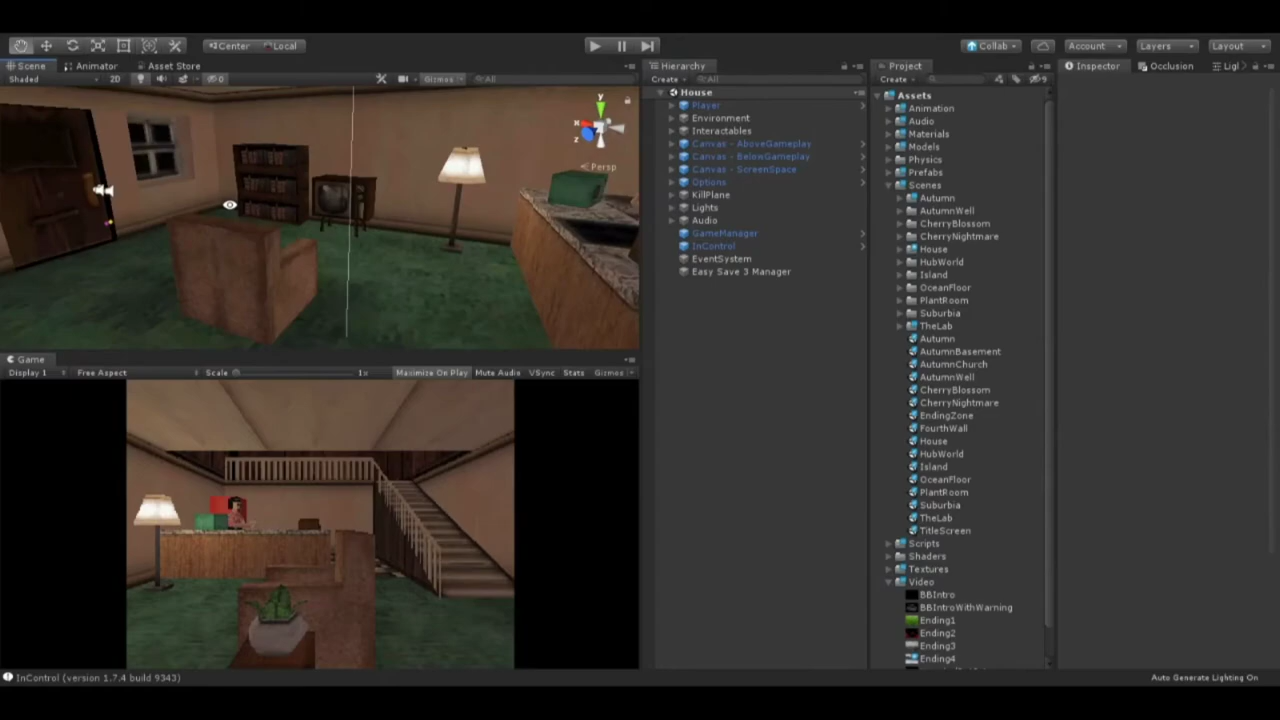 Center Local
Collab Account Layers Layout
Scene Animator Asset Store
Shaded 2D 0 Gizmos All
y
x
z
Persp
Game
Display 1 Free Aspect Scale 1x Maximize On Play Mute Audio VSync Stats Gizmos
Hierarchy
Create All
House
Player
Environment
Interactables
Canvas - AboveGameplay
Canvas - BelowGameplay
Canvas - ScreenSpace
Options
KillPlane
Lights
Audio
GameManager
InControl
EventSystem
Easy Save 3 Manager
Project
Create 9
Assets
Animation
Audio
Materials
Models
Physics
Prefabs
Scenes
Autumn
AutumnWell
CherryBlossom
CherryNightmare
House
HubWorld
Island
OceanFloor
PlantRoom
Suburbia
TheLab
Autumn
AutumnBasement
AutumnChurch
AutumnWell
CherryBlossom
CherryNightmare
EndingZone
FourthWall
House
HubWorld
Island
OceanFloor
PlantRoom
Suburbia
TheLab
TitleScreen
Scripts
Shaders
Textures
Video
BBIntro
BBIntroWithWarning
Ending1
Ending2
Ending3
Ending4
Inspector Occlusion Ligl
InControl (version 1.7.4 build 9343)
Auto Generate Lighting On